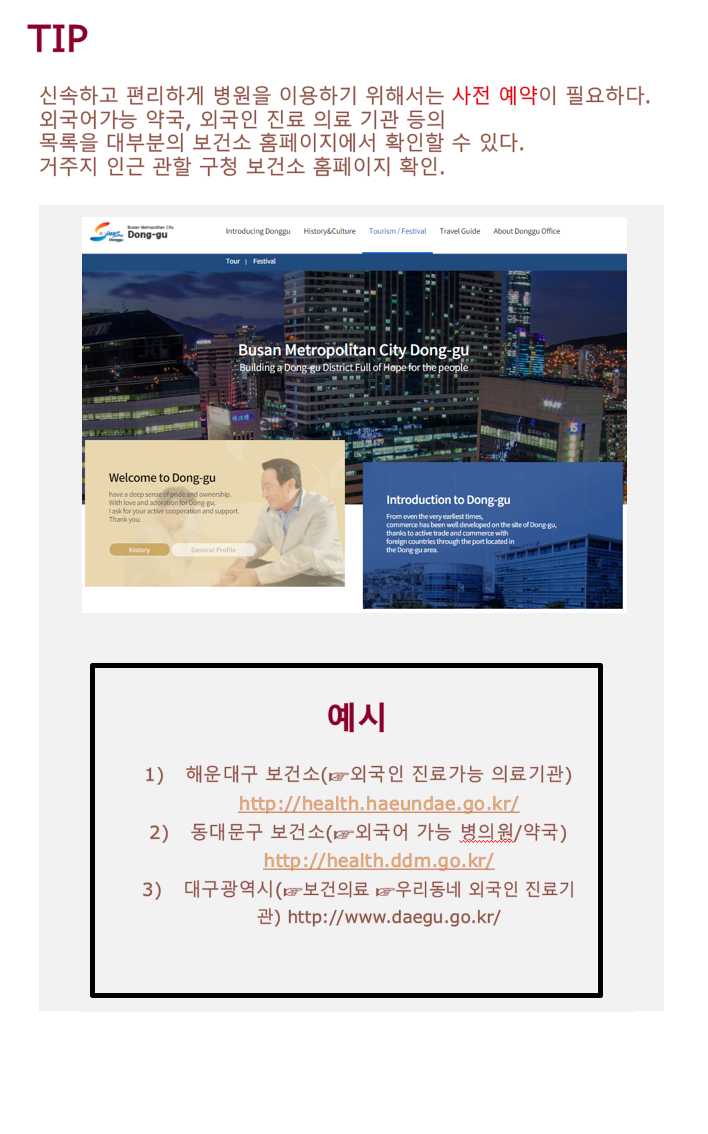 TIP
신속하고 편리하게 병원을 이용하기 위해서는 사전 예약이 필요하다.
외국어가능 약국, 외국인 진료 의료 기관 등의
목록을 대부분의 보건소 홈페이지에서 확인할 수 있다.
거주지 인근 관할 구청 보건소 홈페이지 확인.
Busan Metropolitan City
Dong-gu
Donggu
Introducing Donggu History&Culture Tourism / Festival Travel Guide About Donggu Office
Tour | Festival
Busan Metropolitan City Dong-gu
Building a Dong-gu District Full of Hope for the people
Welcome to Dong-gu
have a deep sense of pride and ownership.
With love and adoration for Dong-gu,
I ask for your active cooperation and support.
Thank you.
history General Profile
Introduction to Dong-gu
From even the very earliest times,
commerce has been well developed on the site of Dong-gu,
thanks to active trade and commerce with
foreign countries through the port located in
the Dong-gu area.
예시
1) 해운대구 보건소(☞외국인 진료가능 의료기관)
http://health.haeundae.go.kr/
2) 동대문구 보건소(☞외국어 가능 병의원/약국)
http://health.ddm.go.kr/
3) 대구광역시(☞보건의료 ☞우리동네 외국인 진료기
관) http://www.daegu.go.kr/